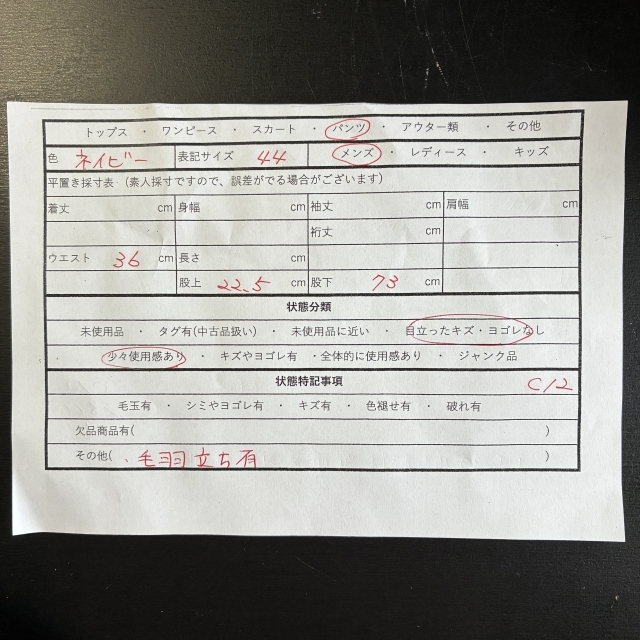 トップス ・ ワンピース ・ スカート ・ パンツ ・ アウター類 ・ その他
色 ネイビー 表記サイズ 44 メンズ ・ レディース ・ キッズ
平置き採寸表 (素人採寸ですので、誤差がでる場合がございます)
着丈 cm 身幅 cm 袖丈 cm 肩幅 cm
裄丈 cm
ウエスト 36 cm 長さ cm
股上 22.5 cm 股下 73 cm
状態分類
未使用品 ・ タグ有(中古品扱い) ・ 未使用品に近い ・目立ったキズ・ヨゴレなし
・ 少々使用感あり ・ キズやヨゴレ有 ・全体的に使用感あり ・ ジャンク品
状態特記事項 C12
毛玉有 ・ シミやヨゴレ有 ・ キズ有 ・ 色褪せ有 ・ 破れ有
欠品商品有( )
その他( 、毛羽立ち有 )